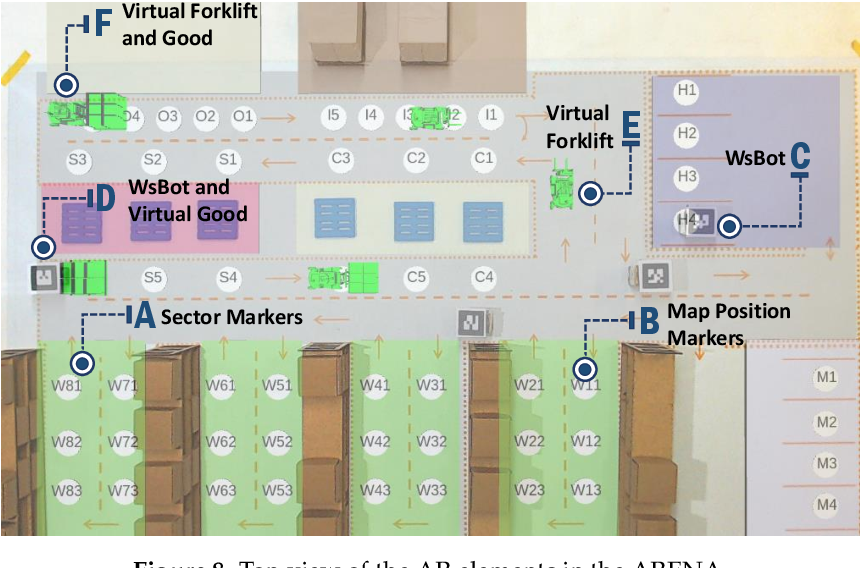 F Virtual Forklift
and Good
H1
O4 O3 O2 O1 I5 I4 I3 I2 I1
Virtual
Forklift E
H2
S3 S2 S1 C3 C2 C1
WsBot C
H3
D WsBot and
Virtual Good
H4
S5 S4 C5 C4
A Sector Markers
B Map Position
Markers
W81 W71 W61 W51 W41 W31 W21 W11 M1
W82 W72 W62 W52 W42 W32 W22 W12 M2
M3
W83 W73 W63 W53 W43 W33 W23 W13 M4